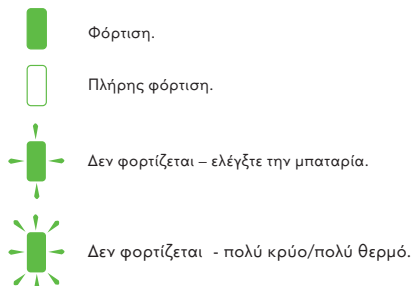 Φόρτιση.
Πλήρης φόρτιση.
Δεν φορτίζεται – ελέγξτε την μπαταρία.
Δεν φορτίζεται - πολύ κρύο/πολύ θερμό.